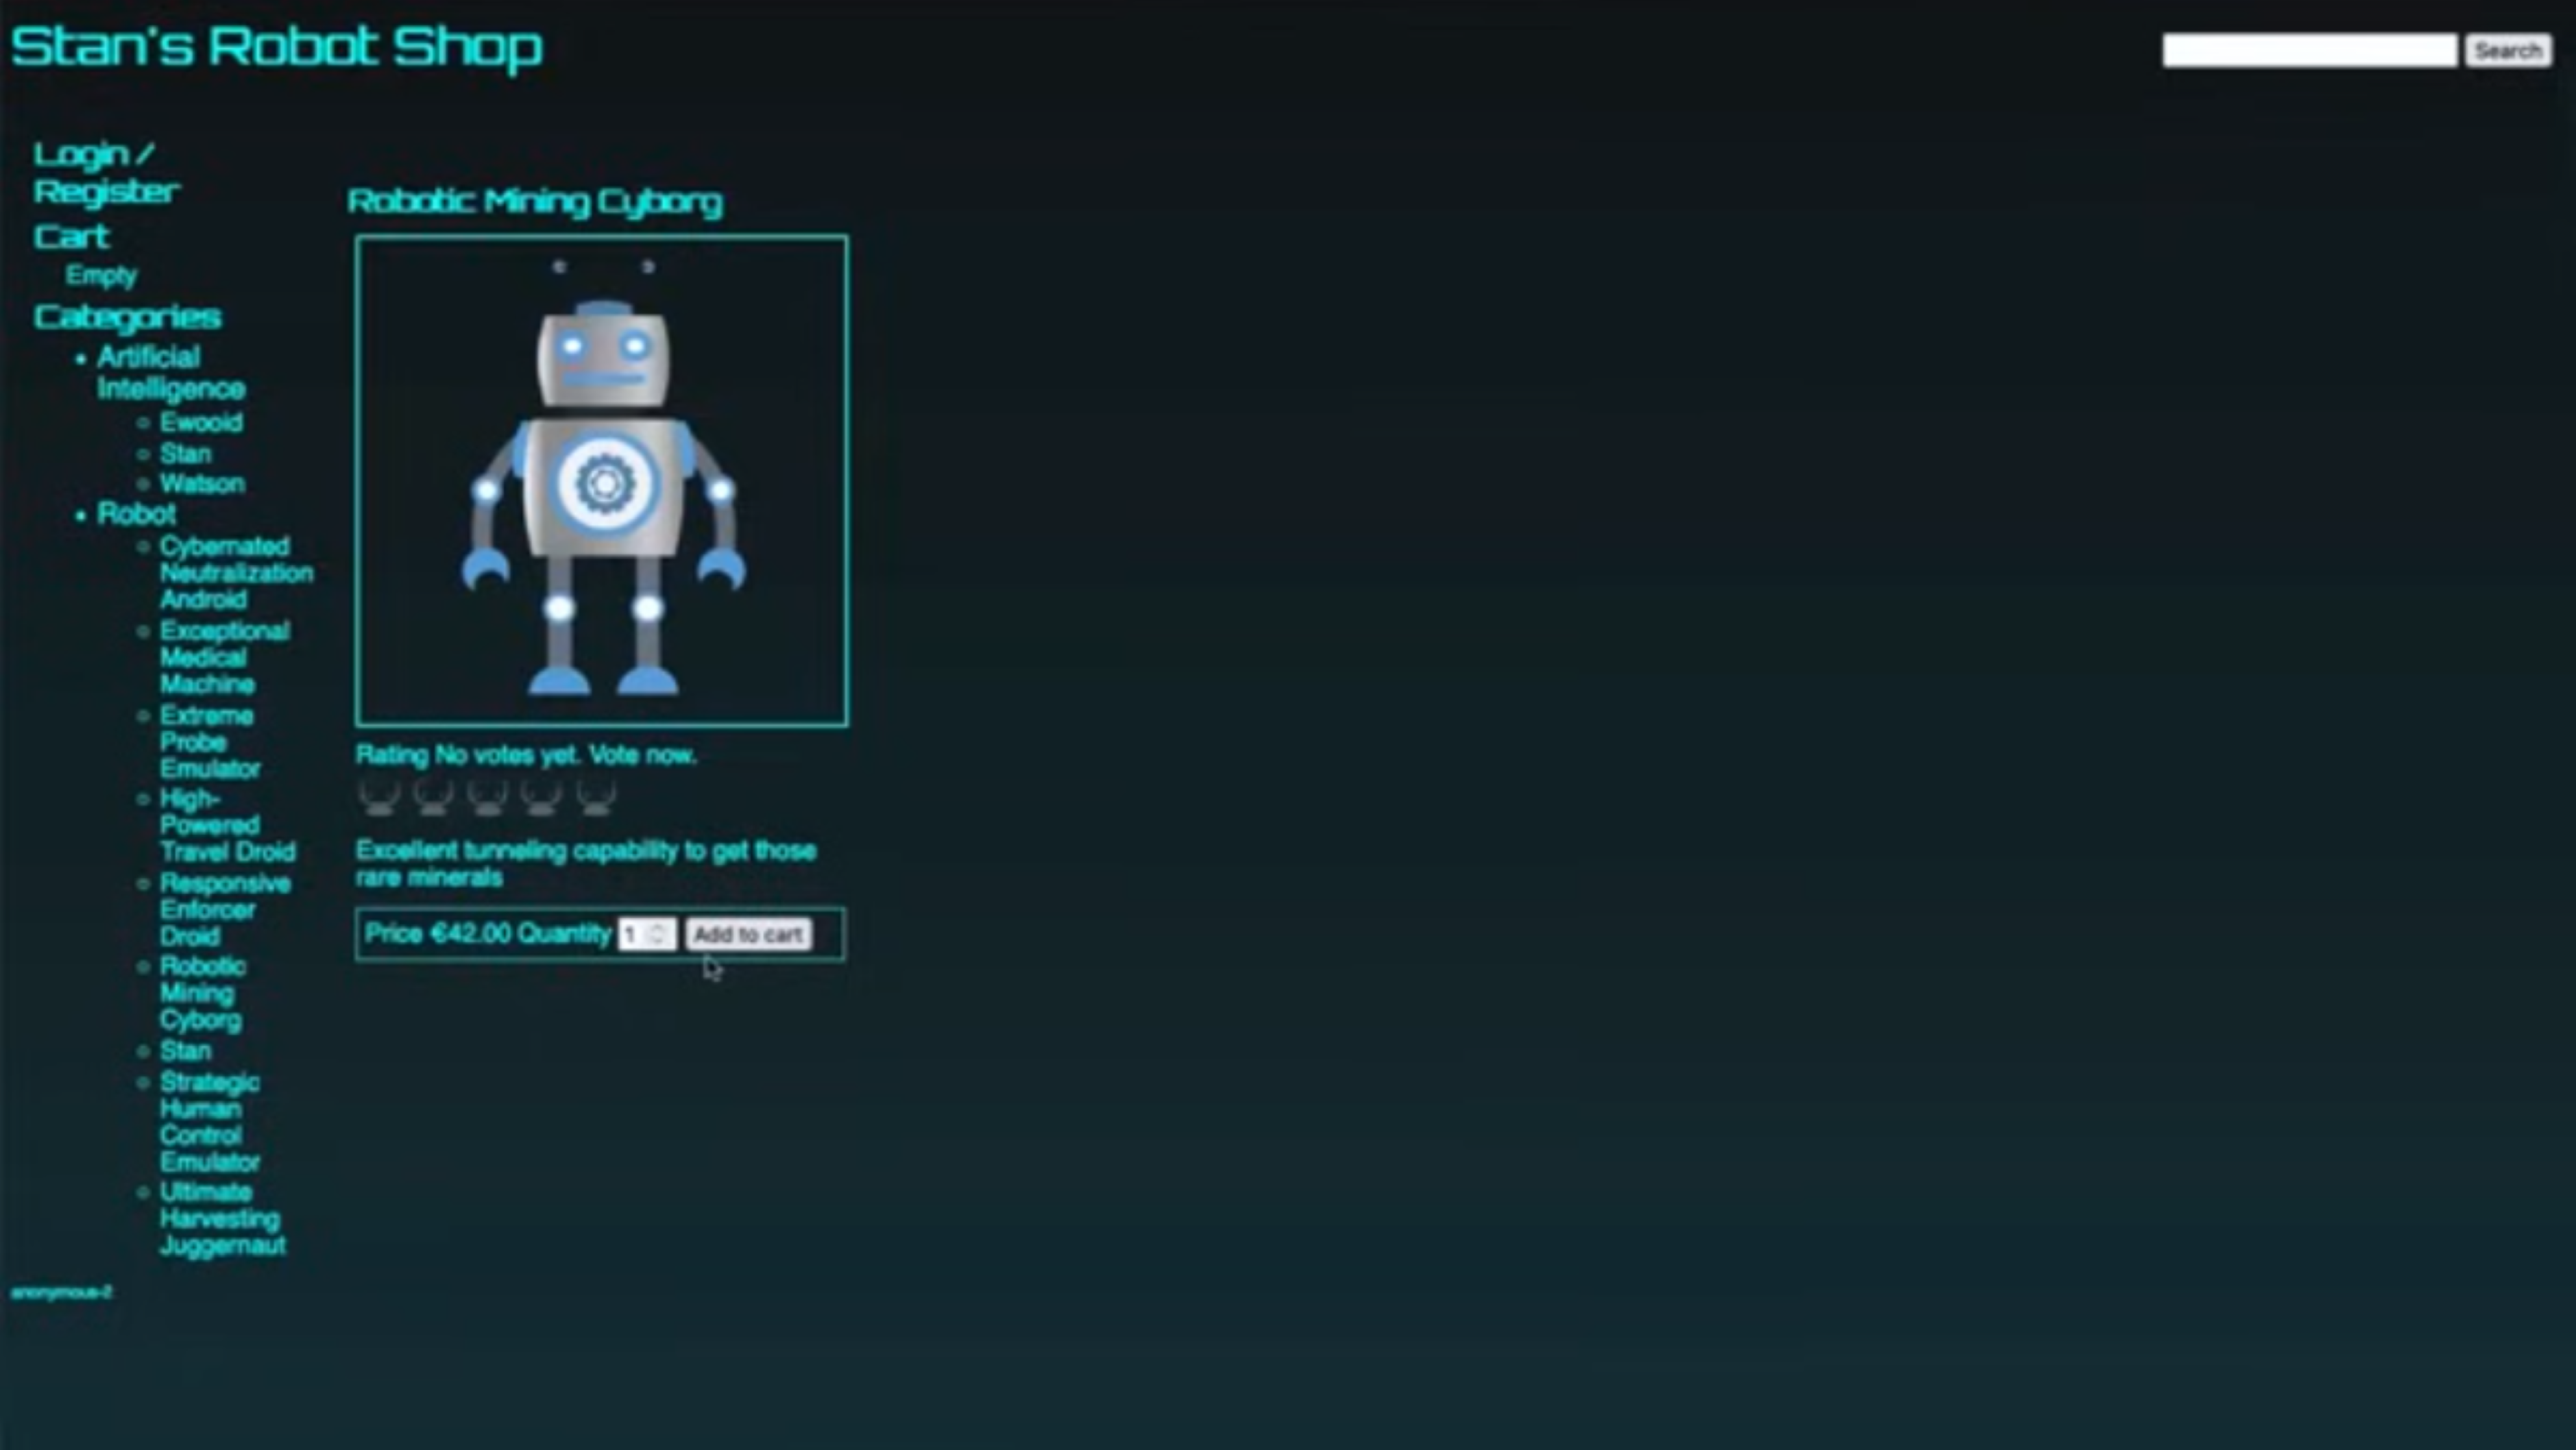 Stan's Robot Shop
Search
Login /
Register
Cart
Empty
Categories
Artificial
Intelligence
Ewooid
Stan
Watson
Robot
Cybernated
Neutralization
Android
Exceptional
Medical
Machine
Extreme
Probe
Emulator
High-
Powered
Travel Droid
Responsive
Enforcer
Droid
Robotic
Mining
Cyborg
Stan
Strategic
Human
Control
Emulator
Ultimate
Harvesting
Juggernaut
anonymous-2
Robotic Mining Cyborg
Rating No votes yet. Vote now.
Excellent tunneling capability to get those
rare minerals
Price €42.00 Quantity 1 Add to cart